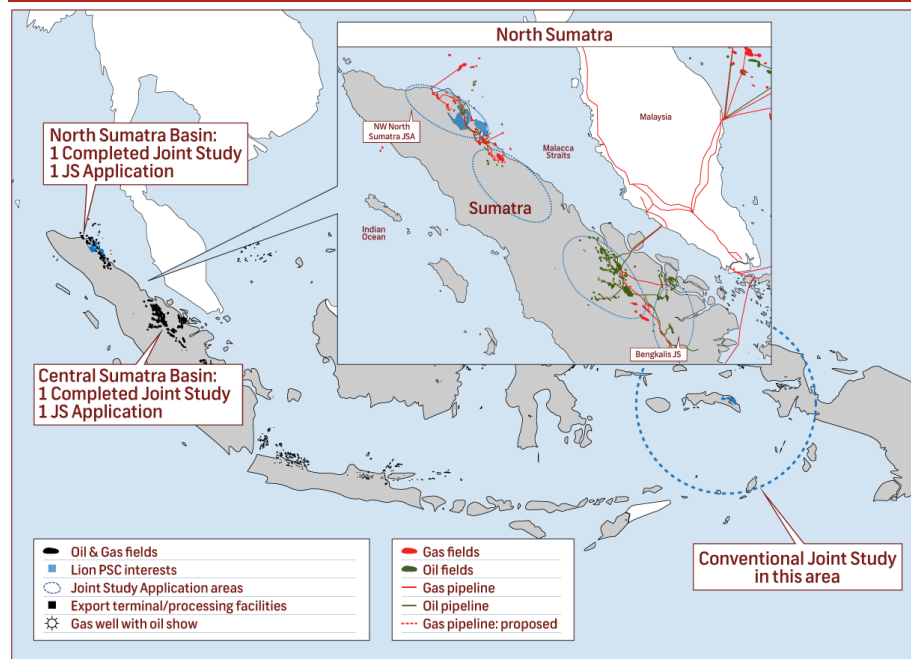 North Sumatra
North Sumatra Basin:
1 Completed Joint Study
1 JS Application
NW North
Sumatra JSA
Malaysia
Malacca
Straits
Sumatra
Indian
Ocean
Bengkalis JS
Central Sumatra Basin:
1 Completed Joint Study
1 JS Application
Conventional Joint Study
in this area
Oil & Gas fields
Lion PSC interests
Joint Study Application areas
Export terminal/processing facilities
Gas well with oil show
Gas fields
Oil fields
Gas pipeline
Oil pipeline
Gas pipeline: proposed